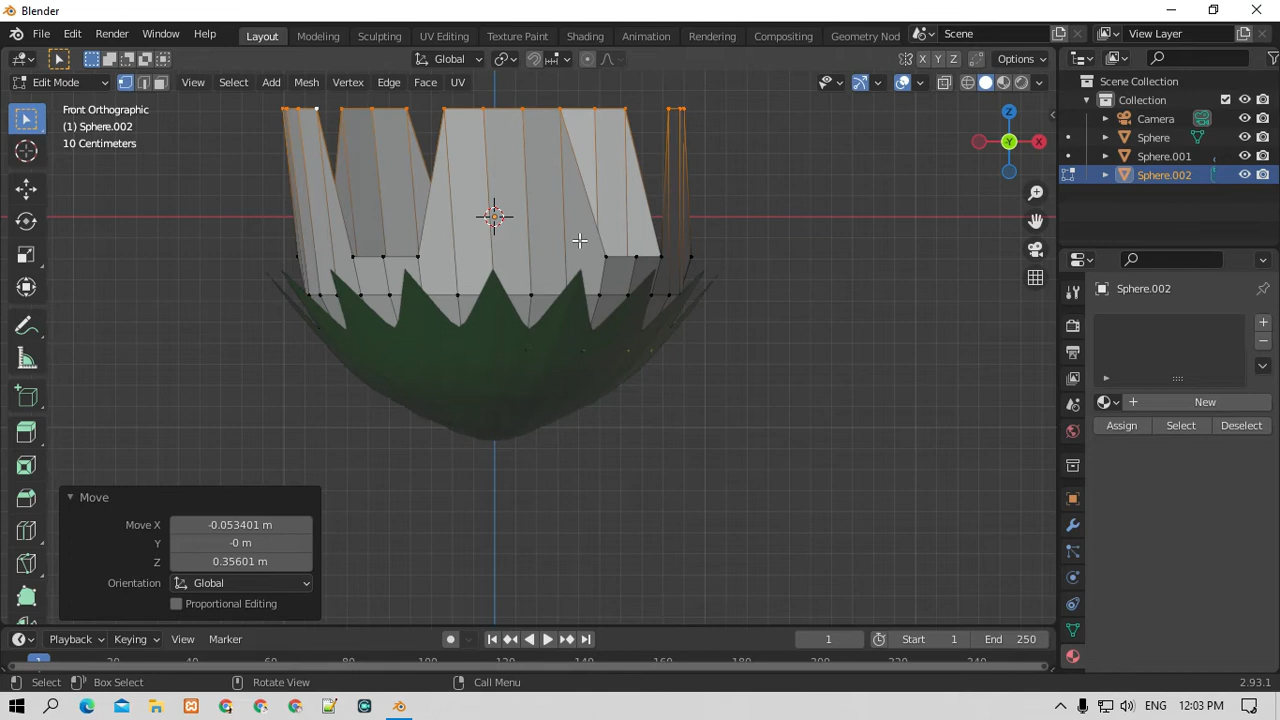 Blender
File Edit Render Window Help Layout Modeling Sculpting UV Editing Texture Paint Shading Animation Rendering Compositing Geometry Nod Scene View Layer
Global Options
Edit Mode View Select Add Mesh Vertex Edge Face UV X Y Z
Front Orthographic
(1) Sphere.002
10 Centimeters
Z
Y
X
Scene Collection
Collection
Camera
Sphere
Sphere.001
Sphere.002
Sphere.002
New
Assign Select Deselect
Move
Move X -0.053401 m
Y -0 m
Z 0.35601 m
Orientation Global
Proportional Editing
Playback Keying View Marker 1 Start 1 End 250
1
Select Box Select Rotate View Call Menu 2.93.1
ENG 12:03 PM